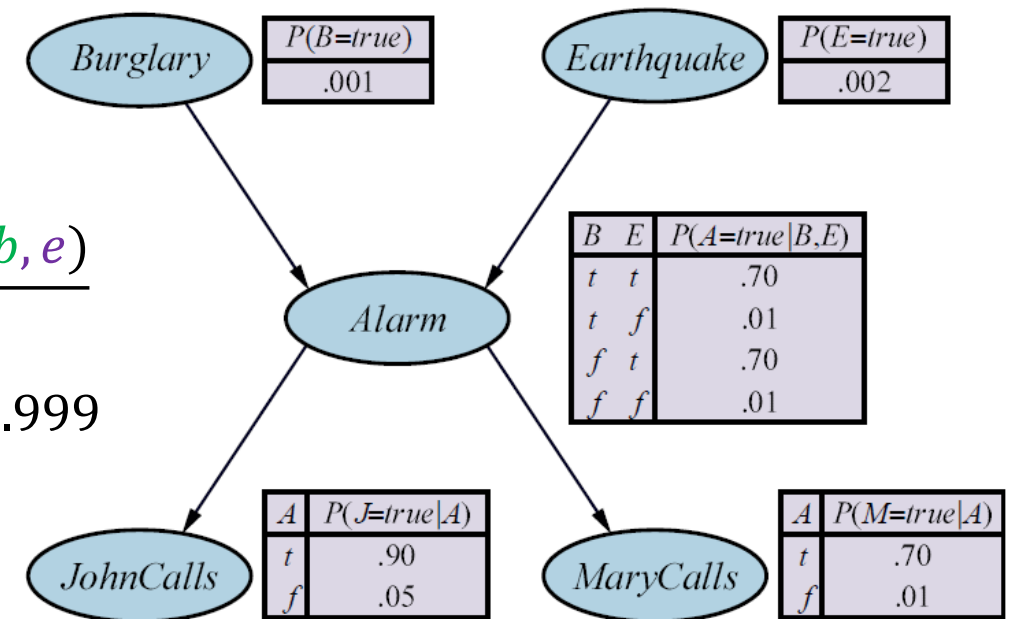 Burglary
P(B=true)
.001
Earthquake
P(E=true)
.002
b, e)
.999
Alarm
B E P(A=true|B,E)
t t .70
t f .01
f t .70
f f .01
JohnCalls
A P(J=true|A)
t .90
f .05
MaryCalls
A P(M=true|A)
t .70
f .01